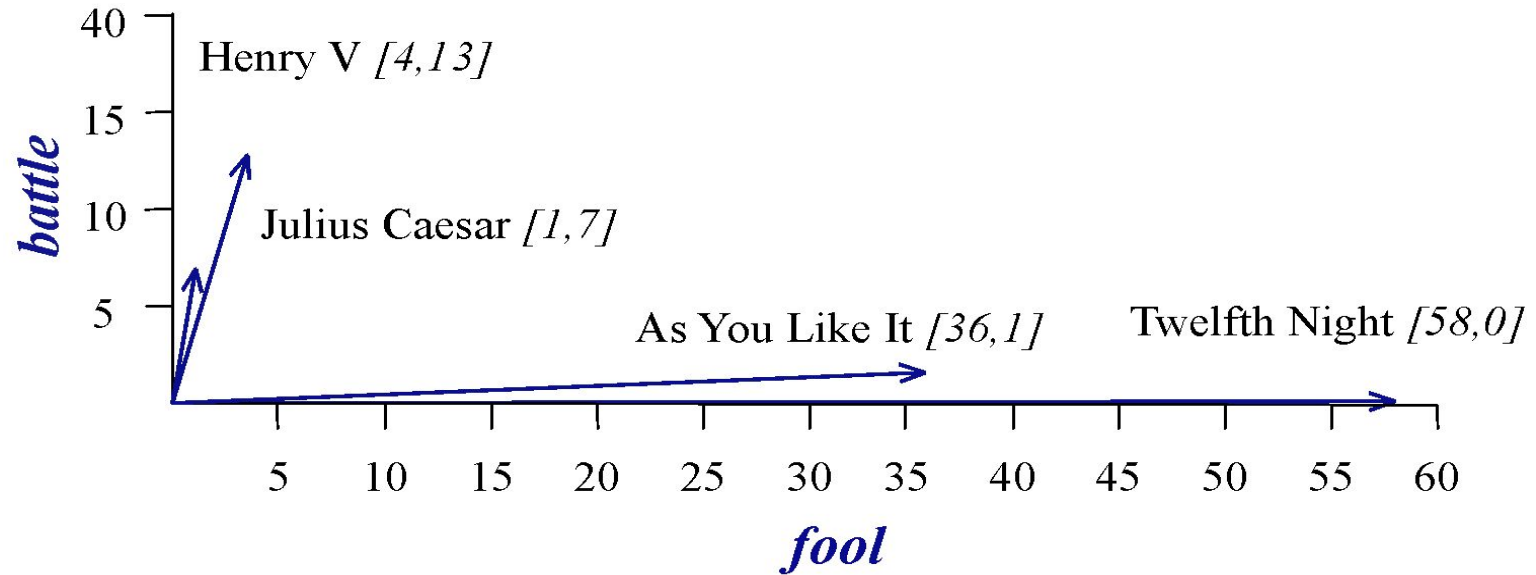 40
Henry V [4,13]
15
battle
10
Julius Caesar [1,7]
5
As You Like It [36,1]
Twelfth Night [58,0]
5 10 15 20 25 30 35 40 45 50 55 60
fool